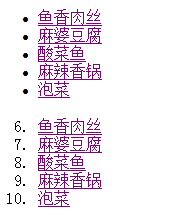 鱼香肉丝
麻婆豆腐
酸菜鱼
麻辣香锅
泡菜
6. 鱼香肉丝
7. 麻婆豆腐
8. 酸菜鱼
9. 麻辣香锅
10. 泡菜